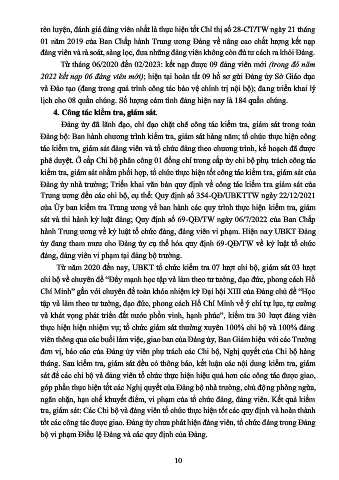 rèn luyện, đánh giá đảng viên nhất là thực hiện tốt Chỉ thị số 28-CT/TW ngày 21 tháng
01 năm 2019 của Ban Chấp hành Trung ương Đảng về nâng cao chất lượng kết nạp
đảng viên và rà soát, sàng lọc, đưa những đảng viên không còn đủ tư cách ra khỏi Đảng.
Từ tháng 06/2020 đến 02/2023: kết nạp được 09 đảng viên mới (trong đó năm
2022 kết nạp 06 đảng viên mới); hiện tại hoàn tất 09 hồ sơ gửi Đảng ủy Sở Giáo dục
và Đào tạo (đang trong quá trình công tác bảo vệ chính trị nội bộ); đang triển khai lý
lịch cho 08 quần chúng. Số lượng cảm tình đảng hiện nay là 184 quần chúng.
4. Công tác kiểm tra, giám sát.
Đảng ủy đã lãnh đạo, chỉ đạo chặt chẽ công tác kiểm tra, giám sát trong toàn
Đảng bộ: Ban hành chương trình kiểm tra, giám sát hàng năm; tổ chức thực hiện công
tác kiểm tra, giám sát đảng viên và tổ chức đảng theo chương trình, kế hoạch đã được
phê duyệt. Ở cấp Chi bộ phân công 01 đồng chí trong cấp ủy chi bộ phụ trách công tác
kiểm tra, giám sát nhằm phối hợp, tổ chức thực hiện tốt công tác kiểm tra, giám sát của
Đảng ủy nhà trường; Triển khai văn bản quy định về công tác kiểm tra, giám sát của
Trung ương đến các chi bộ, cụ thể: Quy định số 354-QĐ/UBKTTW ngày 22/12/2021
của Ủy ban kiểm tra Trung ương về ban hành các quy trình thực hiện kiểm tra, giám
sát và thi hành kỷ luật đảng; Quy định số 69-QĐ/TW ngày 06/7/2022 của Ban Chấp
hành Trung ương về kỷ luật tổ chức đảng, đảng viên vi phạm. Hiện nay UBKT Đảng
ủy đang tham mưu cho Đảng ủy cụ thể hóa quy định 69-QĐ/TW về kỷ luật tổ chức
đảng, đảng viên vi phạm tại đảng bộ trường.
Từ năm 2020 đến nay, UBKT tổ chức kiểm tra 07 lượt chi bộ, giám sát 03 lượt
chi bộ về chuyên đề "Đẩy mạnh học tập và làm theo tư tưởng, đạo đức, phong cách Hồ
Chí Minh" gắn với chuyên đề toàn khóa nhiệm kỳ Đại hội XIII của Đảng chủ đề "Học
tập và làm theo tư tưởng, đạo đức, phong cách Hồ Chí Minh về ý chí tự lực, tự cường
và khát vọng phát triển đất nước phồn vinh, hạnh phúc", kiểm tra 30 lượt đảng viên
thực hiện hiện nhiệm vụ; tổ chức giám sát thường xuyên 100% chi bộ và 100% đảng
viên thông qua các buổi làm việc, giao ban của Đảng ủy, Ban Giám hiệu với các Trưởng
đơn vị, báo cáo của Đảng ủy viên phụ trách các Chi bộ, Nghị quyết của Chi bộ hàng
tháng. Sau kiểm tra, giám sát đều có thông báo, kết luận các nội dung kiểm tra, giám
sát để các chi bộ và đảng viên tổ chức thực hiện hiệu quả hơn các công tác được giao,
góp phần thực hiện tốt các Nghị quyết của Đảng bộ nhà trường, chủ động phòng ngừa,
ngăn chặn, hạn chế khuyết điểm, vi phạm của tổ chức đảng, đảng viên. Kết quả kiểm
tra, giám sát: Các Chi bộ và đảng viên tổ chức thực hiện tốt các quy định và hoàn thành
tốt các công tác được giao. Đảng ủy chưa phát hiện đảng viên, tổ chức đảng trong Đảng
bộ vi phạm Điều lệ Đảng và các quy định của Đảng.
10